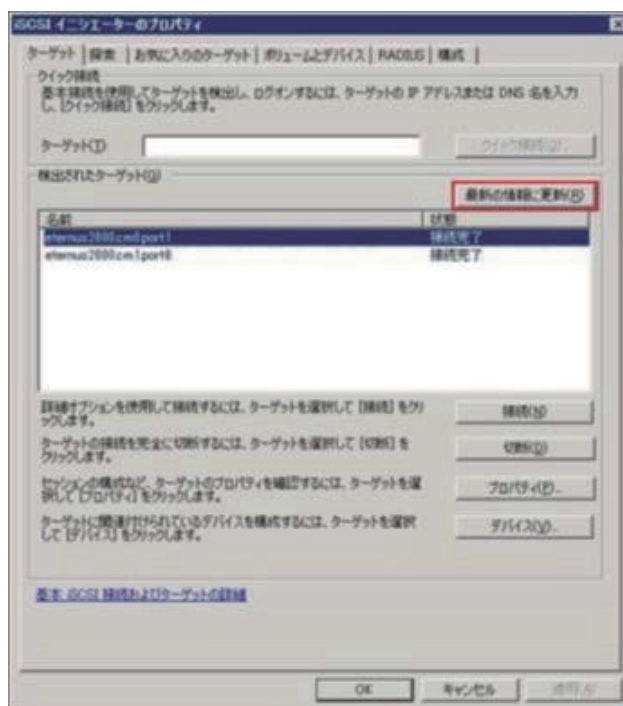 iSCSI イニシエーターのプロパティ
ターゲット 探索 お気に入りのターゲット ボリュームとデバイス RADIUS 構成
クイック接続
基本接続を使用してターゲットを検出し、ログオンするには、ターゲットの IP アドレスまたは DNS 名を入力
し、[クイック接続] をクリックします。
ターゲット(T)
クイック接続(Q)...
検出されたターゲット(G)
最新の情報に更新(R)
名前 状態
eternus2000.cm0port1 接続完了
eternus2000.cm1port0 接続完了
詳細オプションを使用して接続するには、ターゲットを選択して [接続] をクリ
ックします。
接続(N)
ターゲットの接続を完全に切断するには、ターゲットを選択して [切断] を
クリックします。
切断(D)
セッションの構成など、ターゲットのプロパティを確認するには、ターゲットを選
択して [プロパティ] をクリックします。
プロパティ(P)...
ターゲットに関連付けられているデバイスを構成するには、ターゲットを選択
して [デバイス] をクリックします。
デバイス(V)...
基本 iSCSI 接続およびターゲットの詳細
OK キャンセル 適用(A)